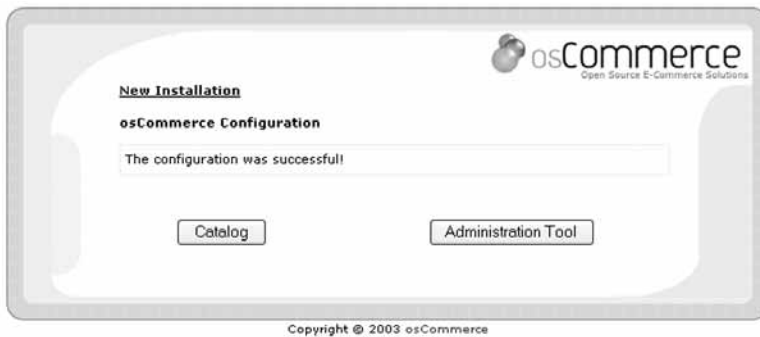 osCommerce
Open Source E-Commerce Solutions
New Installation
osCommerce Configuration
The configuration was successful!
Catalog
Administration Tool
Copyright © 2003 osCommerce